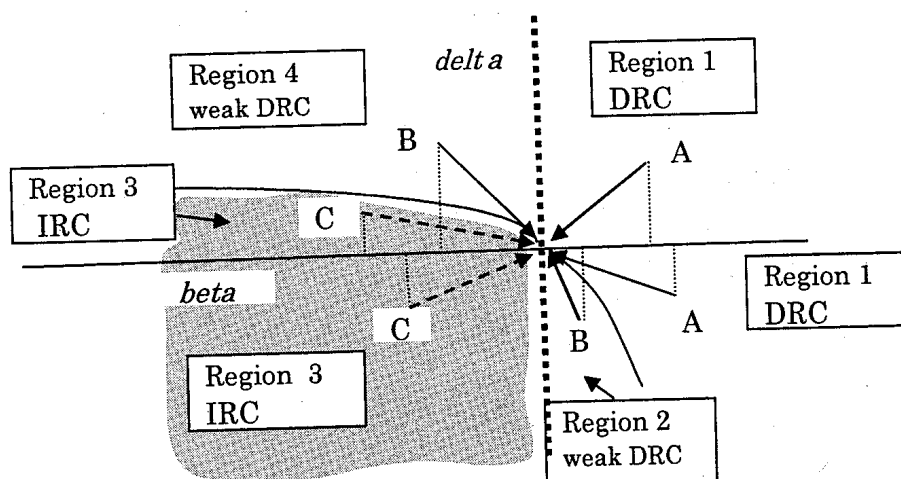 Region 4
weak DRC
delta
Region 1
DRC
B
A
Region 3
IRC
C
beta
Region 1
DRC
C
B
A
Region 3
IRC
Region 2
weak DRC